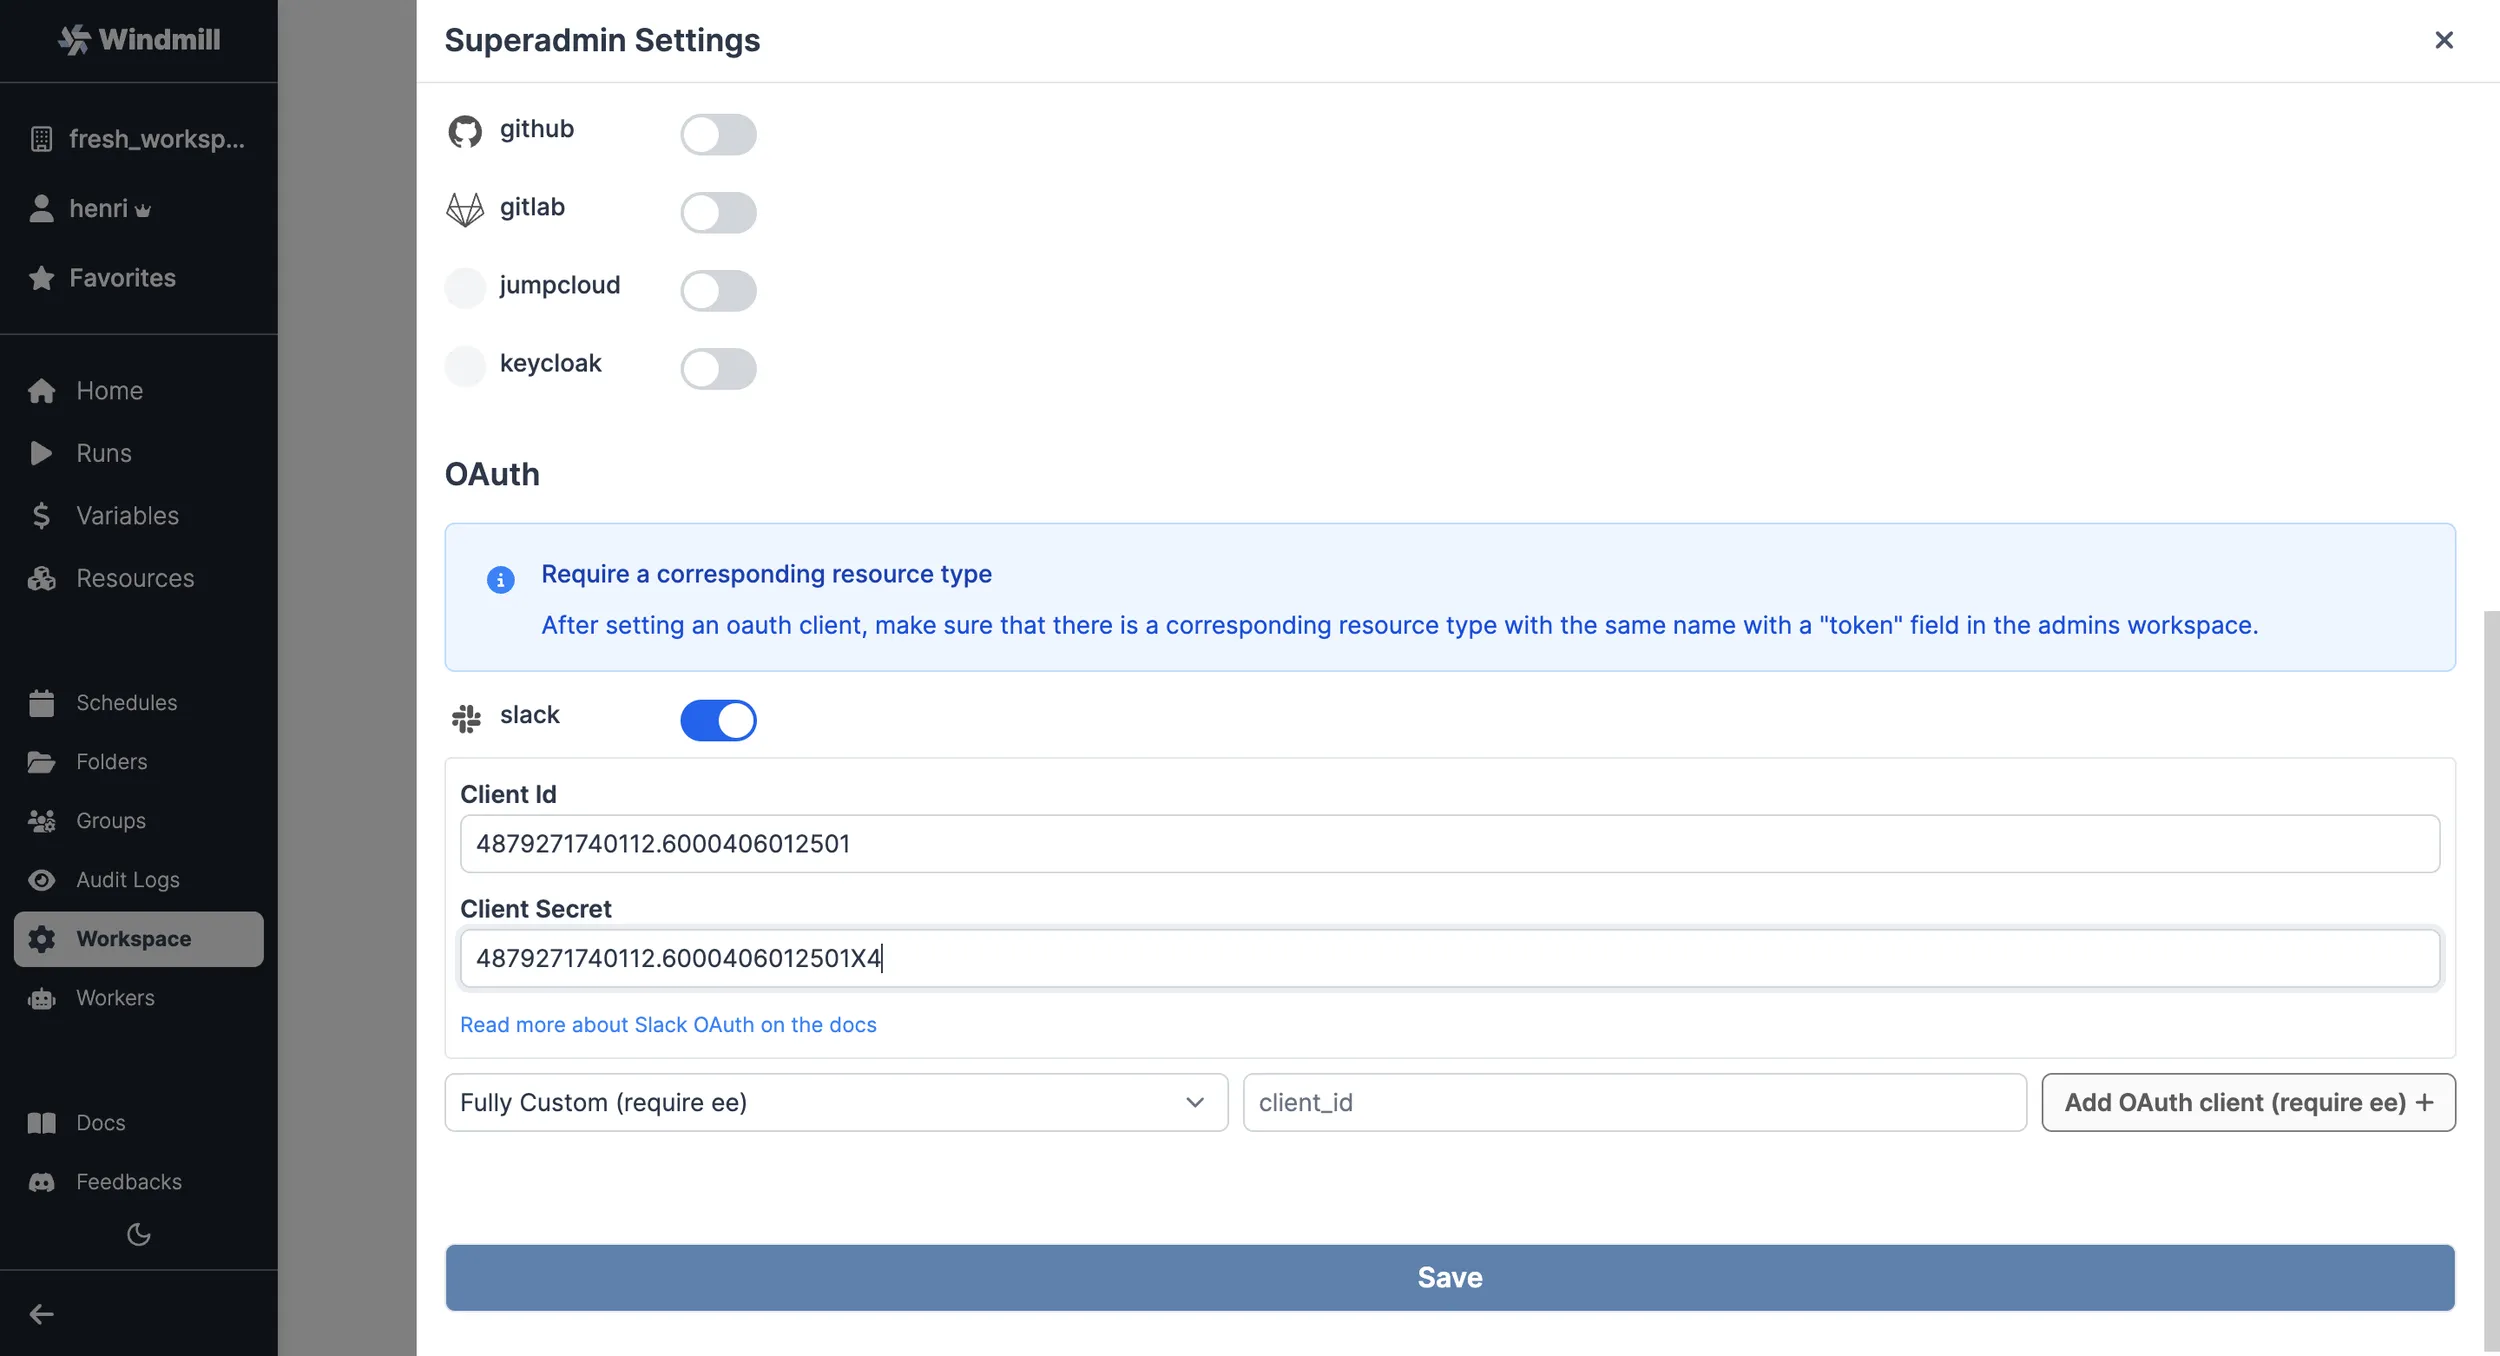 Windmill
fresh_worksp...
henri
Favorites
Home
Runs
Variables
Resources
Schedules
Folders
Groups
Audit Logs
Workspace
Workers
Docs
Feedbacks
Superadmin Settings
github
gitlab
jumpcloud
keycloak
OAuth
Require a corresponding resource type
After setting an oauth client, make sure that there is a corresponding resource type with the same name with a "token" field in the admins workspace.
slack
Client Id
4879271740112.6000406012501
Client Secret
4879271740112.6000406012501X4
Read more about Slack OAuth on the docs
Fully Custom (require ee)
client_id
Add OAuth client (require ee) +
Save